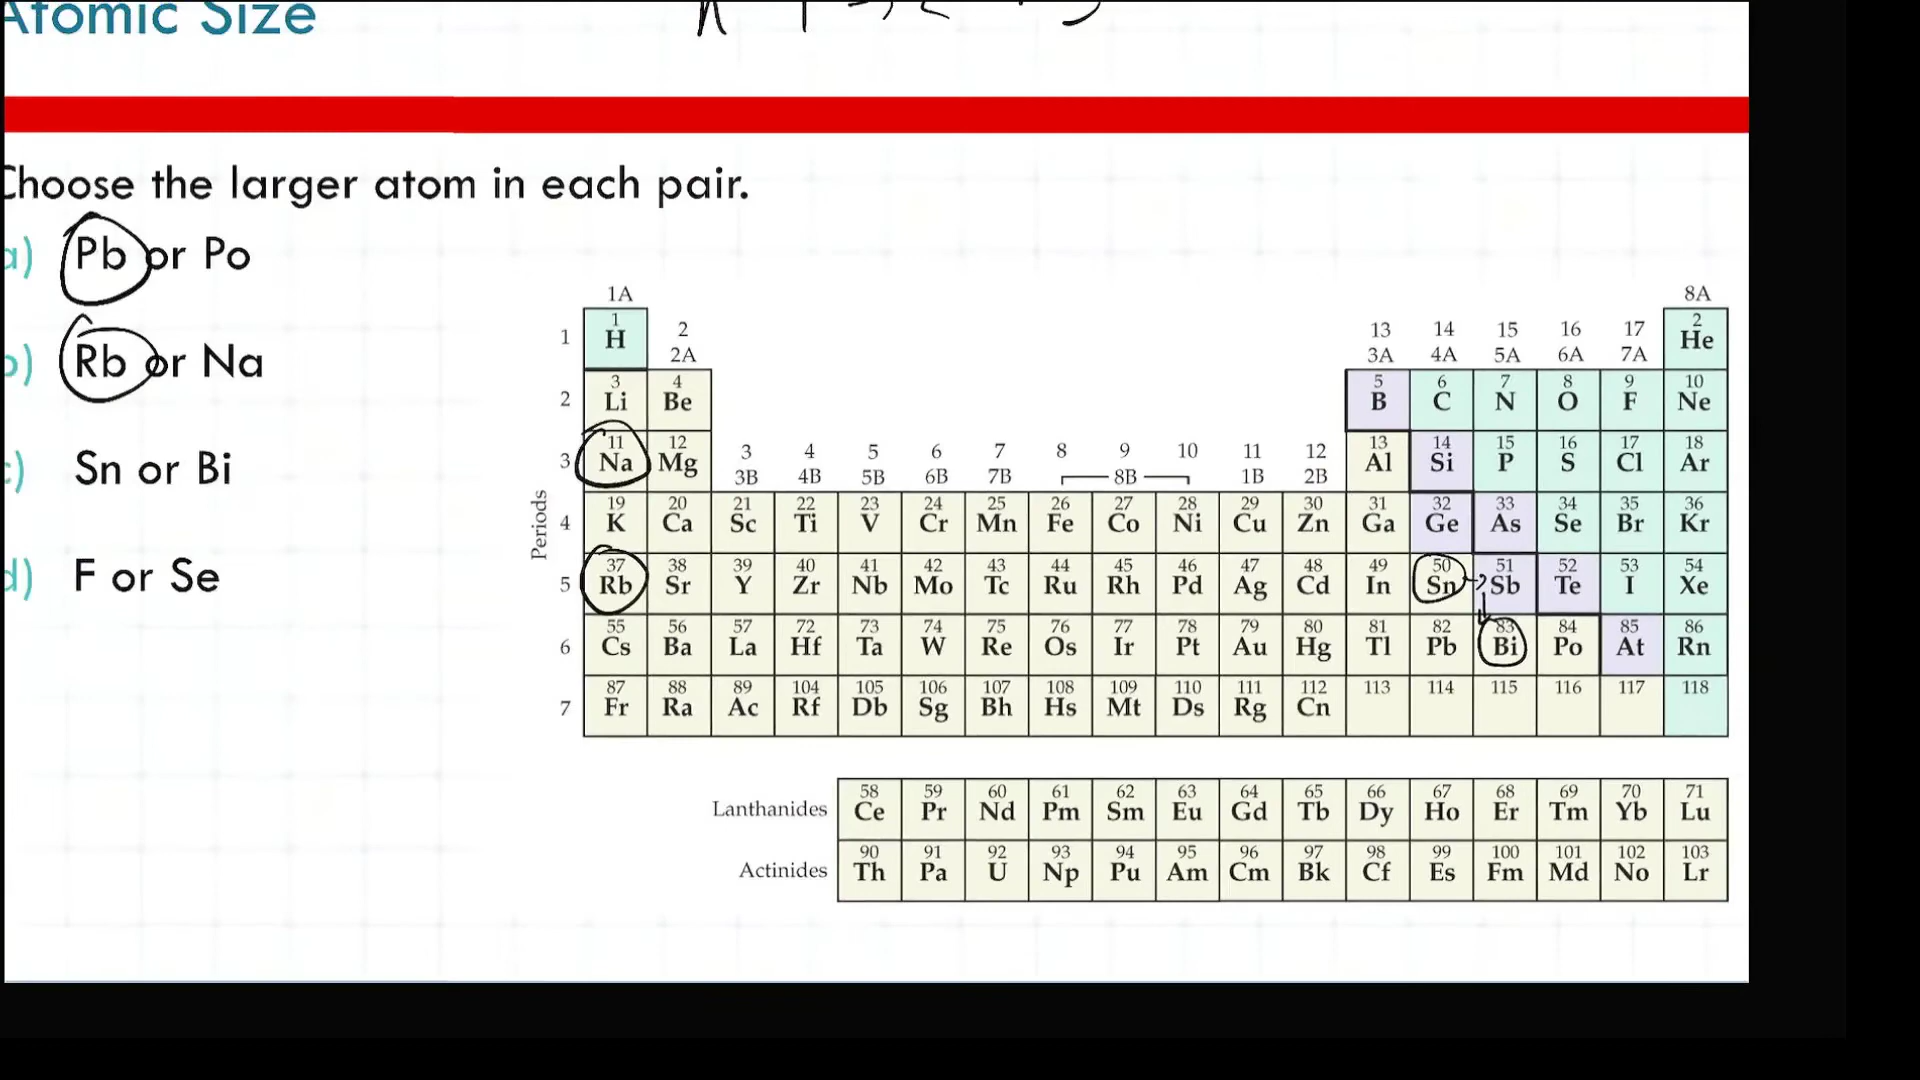 Atomic Size
Choose the larger atom in each pair.
a) Pb or Po
b) Rb or Na
c) Sn or Bi
d) F or Se
1A 8A
1 1 2 2 13 14 15 16 17
H 2A 3A 4A 5A 6A 7A He
2 3 4 5 6 7 8 9 10
Li Be B C N O F Ne
3 11 12 3 4 5 6 7 8 9 10 11 12 13 14 15 16 17 18
Na Mg 3B 4B 5B 6B 7B 8B 1B 2B Al Si P S Cl Ar
Periods
4 19 20 21 22 23 24 25 26 27 28 29 30 31 32 33 34 35 36
K Ca Sc Ti V Cr Mn Fe Co Ni Cu Zn Ga Ge As Se Br Kr
5 37 38 39 40 41 42 43 44 45 46 47 48 49 50 51 52 53 54
Rb Sr Y Zr Nb Mo Tc Ru Rh Pd Ag Cd In Sn Sb Te I Xe
6 55 56 57 72 73 74 75 76 77 78 79 80 81 82 83 84 85 86
Cs Ba La Hf Ta W Re Os Ir Pt Au Hg Tl Pb Bi Po At Rn
7 87 88 89 104 105 106 107 108 109 110 111 112 113 114 115 116 117 118
Fr Ra Ac Rf Db Sg Bh Hs Mt Ds Rg Cn
58 59 60 61 62 63 64 65 66 67 68 69 70 71
Lanthanides Ce Pr Nd Pm Sm Eu Gd Tb Dy Ho Er Tm Yb Lu
90 91 92 93 94 95 96 97 98 99 100 101 102 103
Actinides Th Pa U Np Pu Am Cm Bk Cf Es Fm Md No Lr